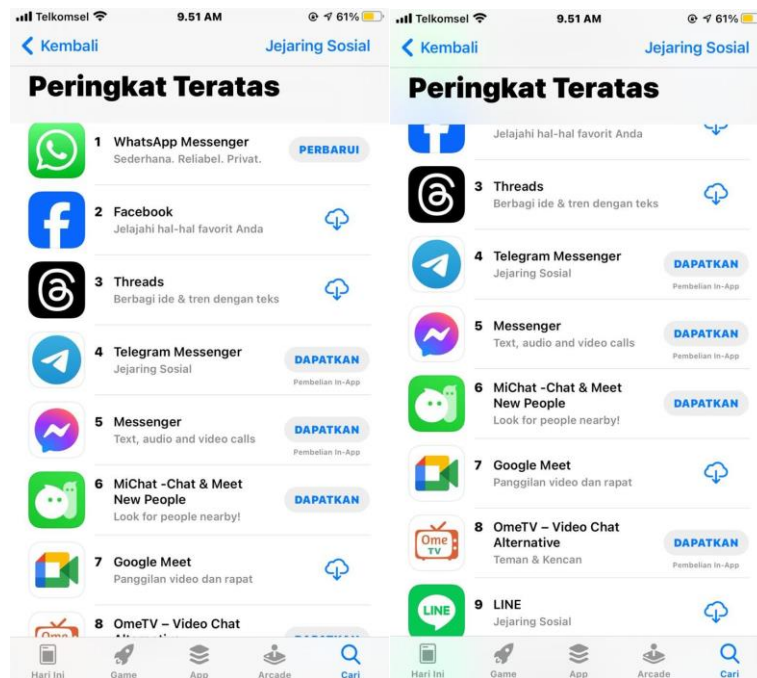 Telkomsel 9.51 AM 61%
Kembali Jejaring Sosial
Peringkat Teratas
1 WhatsApp Messenger
Sederhana. Reliabel. Privat.
PERBARUI
2 Facebook
Jelajahi hal-hal favorit Anda
3 Threads
Berbagi ide & tren dengan teks
4 Telegram Messenger
Jejaring Sosial
DAPATKAN
Pembelian In-App
5 Messenger
Text, audio and video calls
DAPATKAN
Pembelian In-App
6 MiChat -Chat & Meet
New People
Look for people nearby!
DAPATKAN
7 Google Meet
Panggilan video dan rapat
8 OmeTV – Video Chat
Hari Ini Game App Arcade Cari
Telkomsel 9.51 AM 61%
Kembali Jejaring Sosial
Peringkat Teratas
Jelajahi hal-hal favorit Anda
3 Threads
Berbagi ide & tren dengan teks
4 Telegram Messenger
Jejaring Sosial
DAPATKAN
Pembelian In-App
5 Messenger
Text, audio and video calls
DAPATKAN
Pembelian In-App
6 MiChat -Chat & Meet
New People
Look for people nearby!
DAPATKAN
7 Google Meet
Panggilan video dan rapat
Ome
TV
8 OmeTV – Video Chat
Alternative
Teman & Kencan
DAPATKAN
Pembelian In-App
LINE
9 LINE
Jejaring Sosial
Hari Ini Game App Arcade Cari